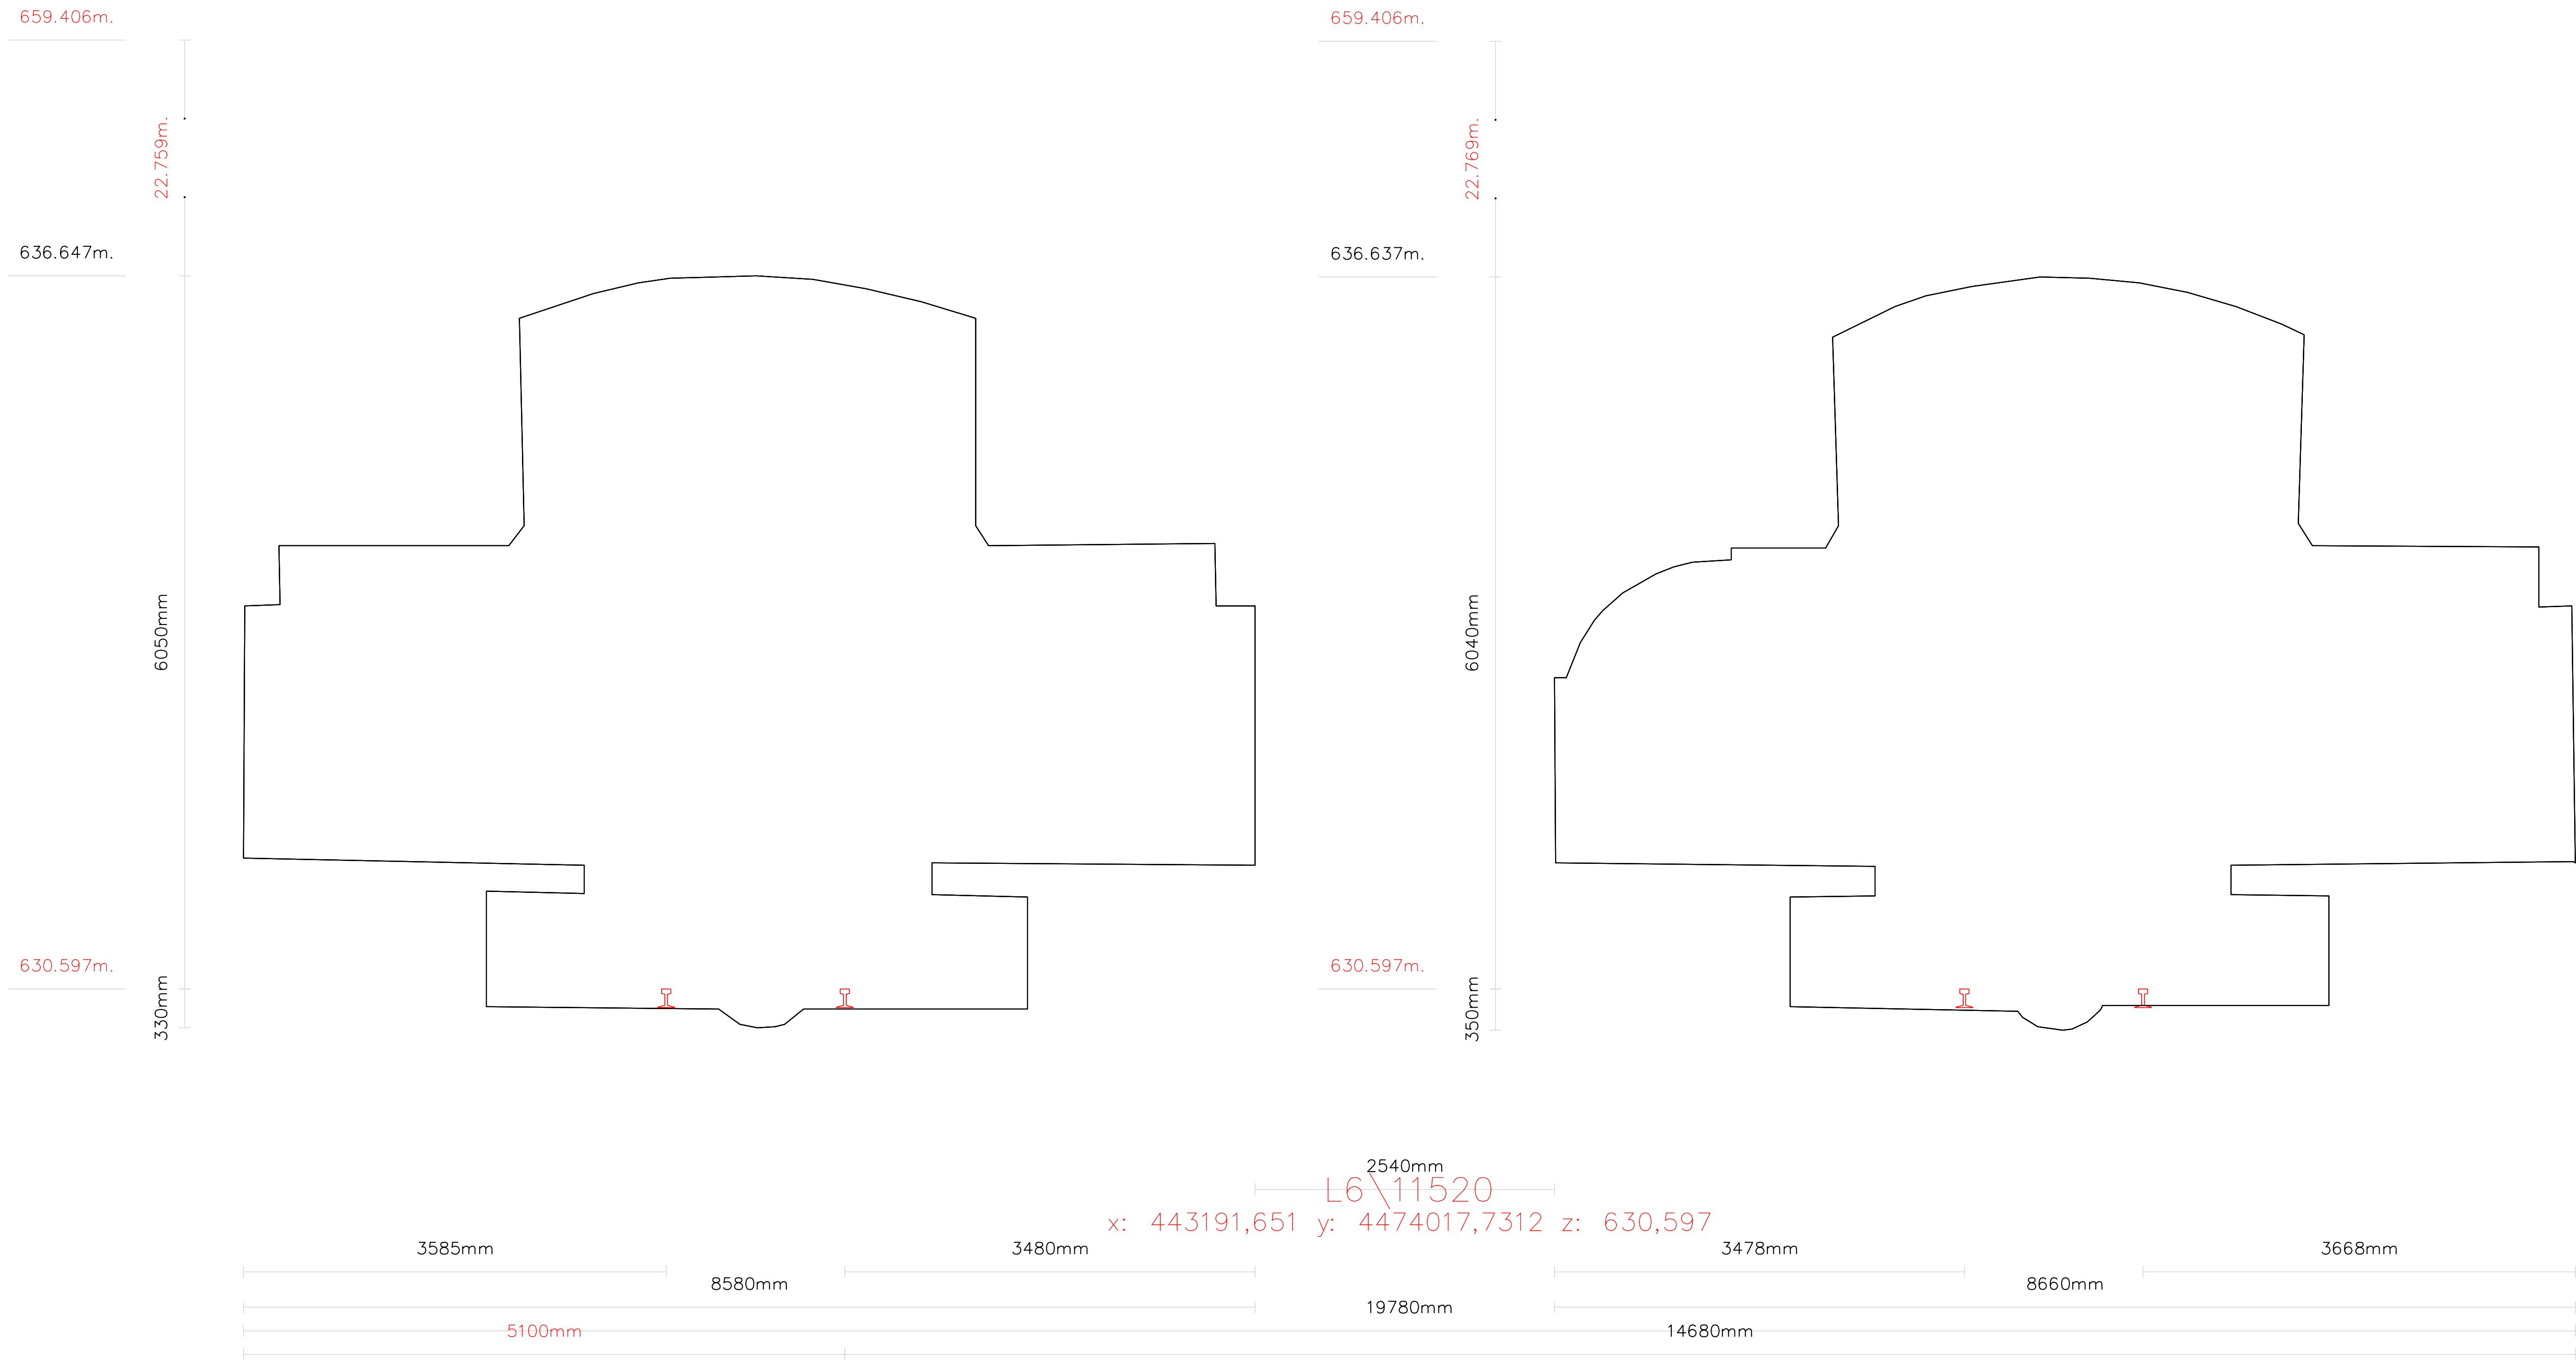 659.406m.
659.406m.
22.759m.
22.769m.
636.647m.
636.637m.
6050mm
6040mm
630.597m.
630.597m.
330mm
350mm
2540mm
L6\11520
x: 443191,651 y: 4474017,7312 z: 630,597
3585mm
3480mm
3478mm
3668mm
8580mm
8660mm
19780mm
5100mm
14680mm